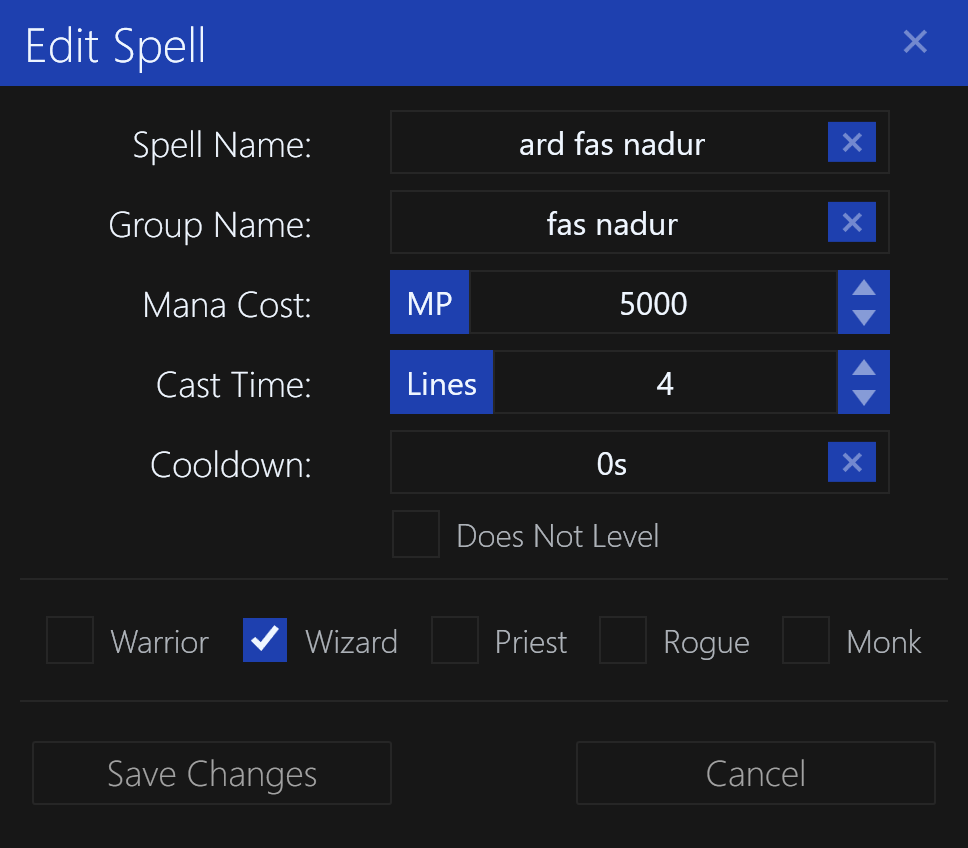 Edit Spell
Spell Name: ard fas nadur
Group Name: fas nadur
Mana Cost: MP 5000
Cast Time: Lines 4
Cooldown: 0s
Does Not Level
Warrior Wizard Priest Rogue Monk
Save Changes Cancel